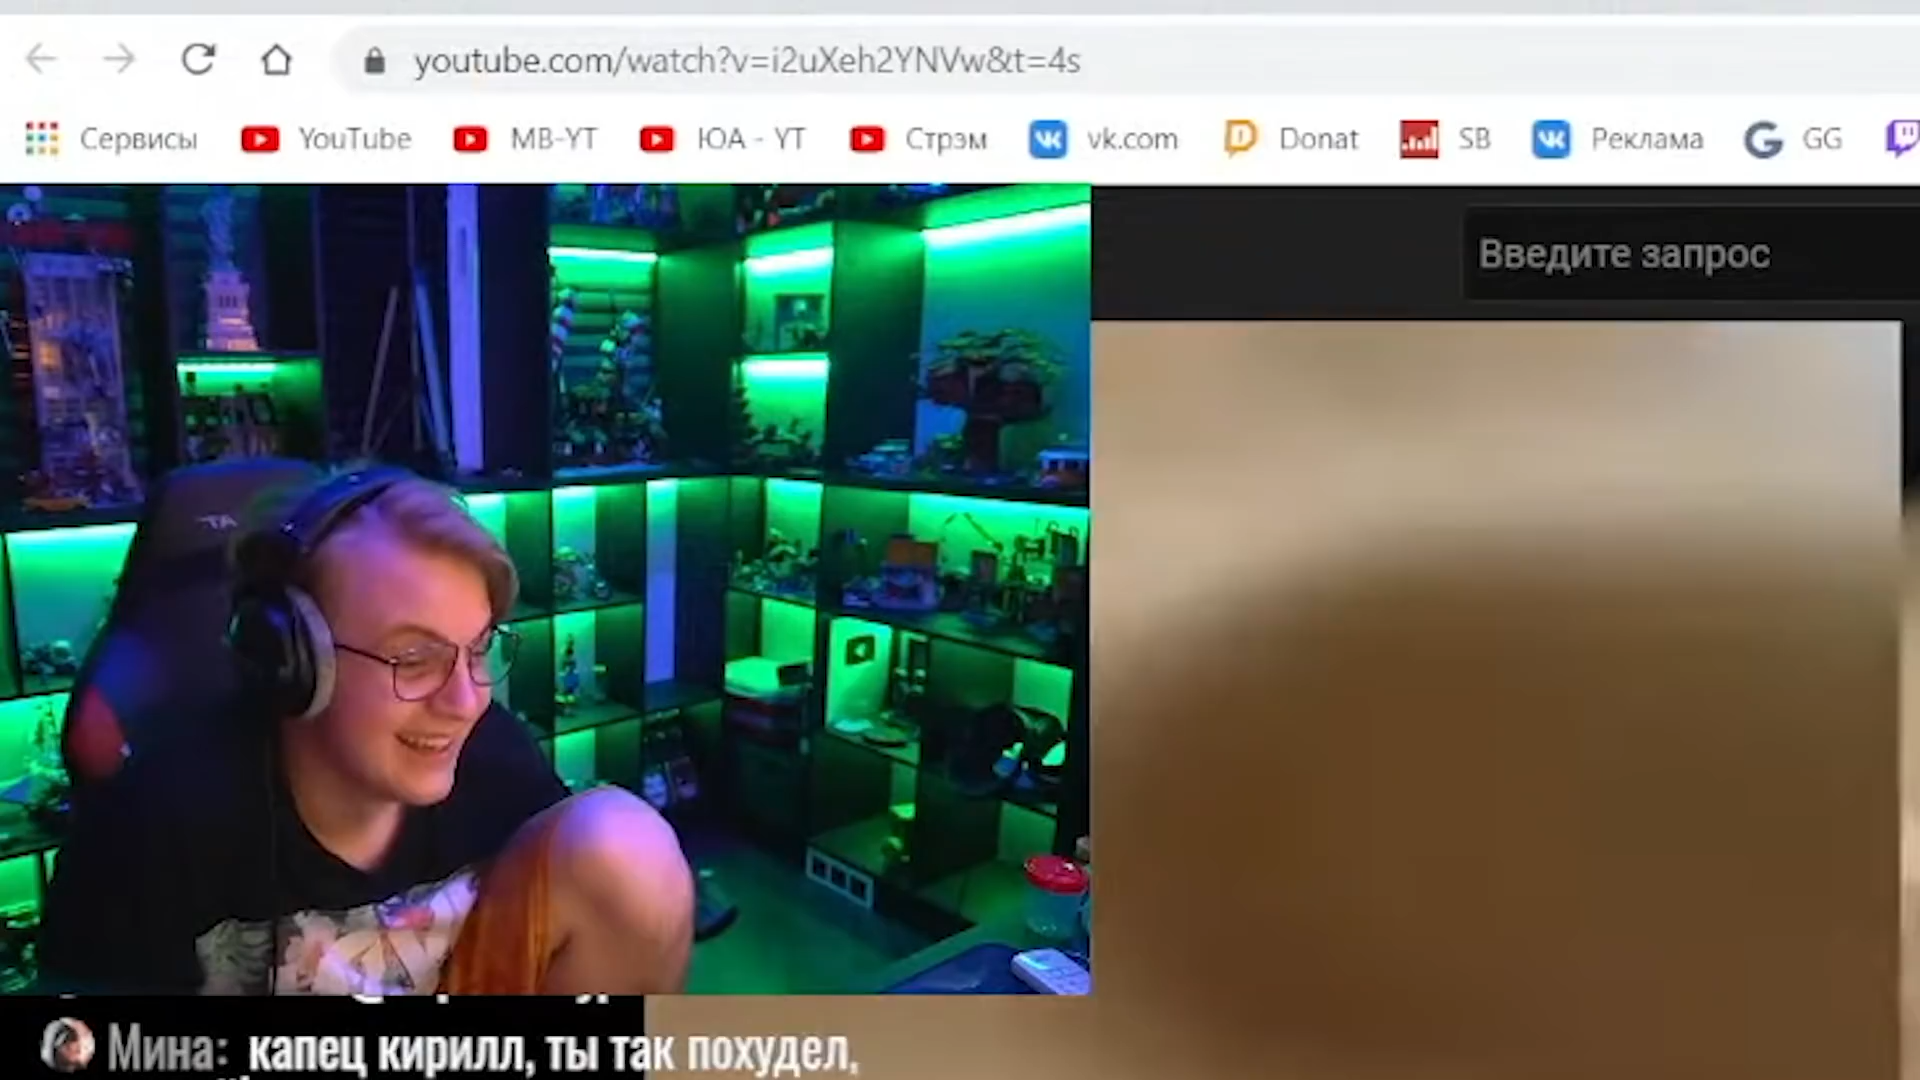 youtube.com/watch?v=i2uXeh2YNVw&t=4s
Сервисы YouTube МВ-YT ЮА - YT Стрэм vk.com Donat SB Реклама GG
Введите запрос
Мина: капец кирилл, ты так похудел,